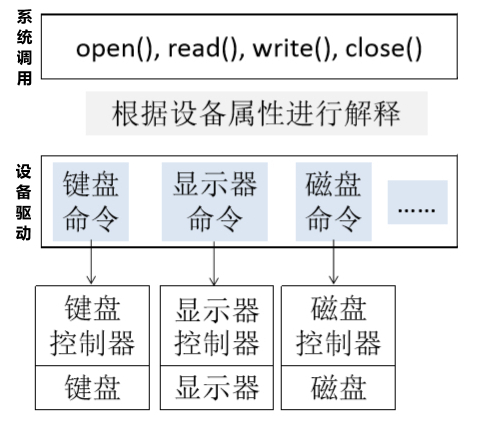 系统调用
open(), read(), write(), close()
根据设备属性进行解释
设备驱动
键盘
命令
显示器
命令
磁盘
命令
......
键盘
控制器
显示器
控制器
磁盘
控制器
键盘
显示器
磁盘